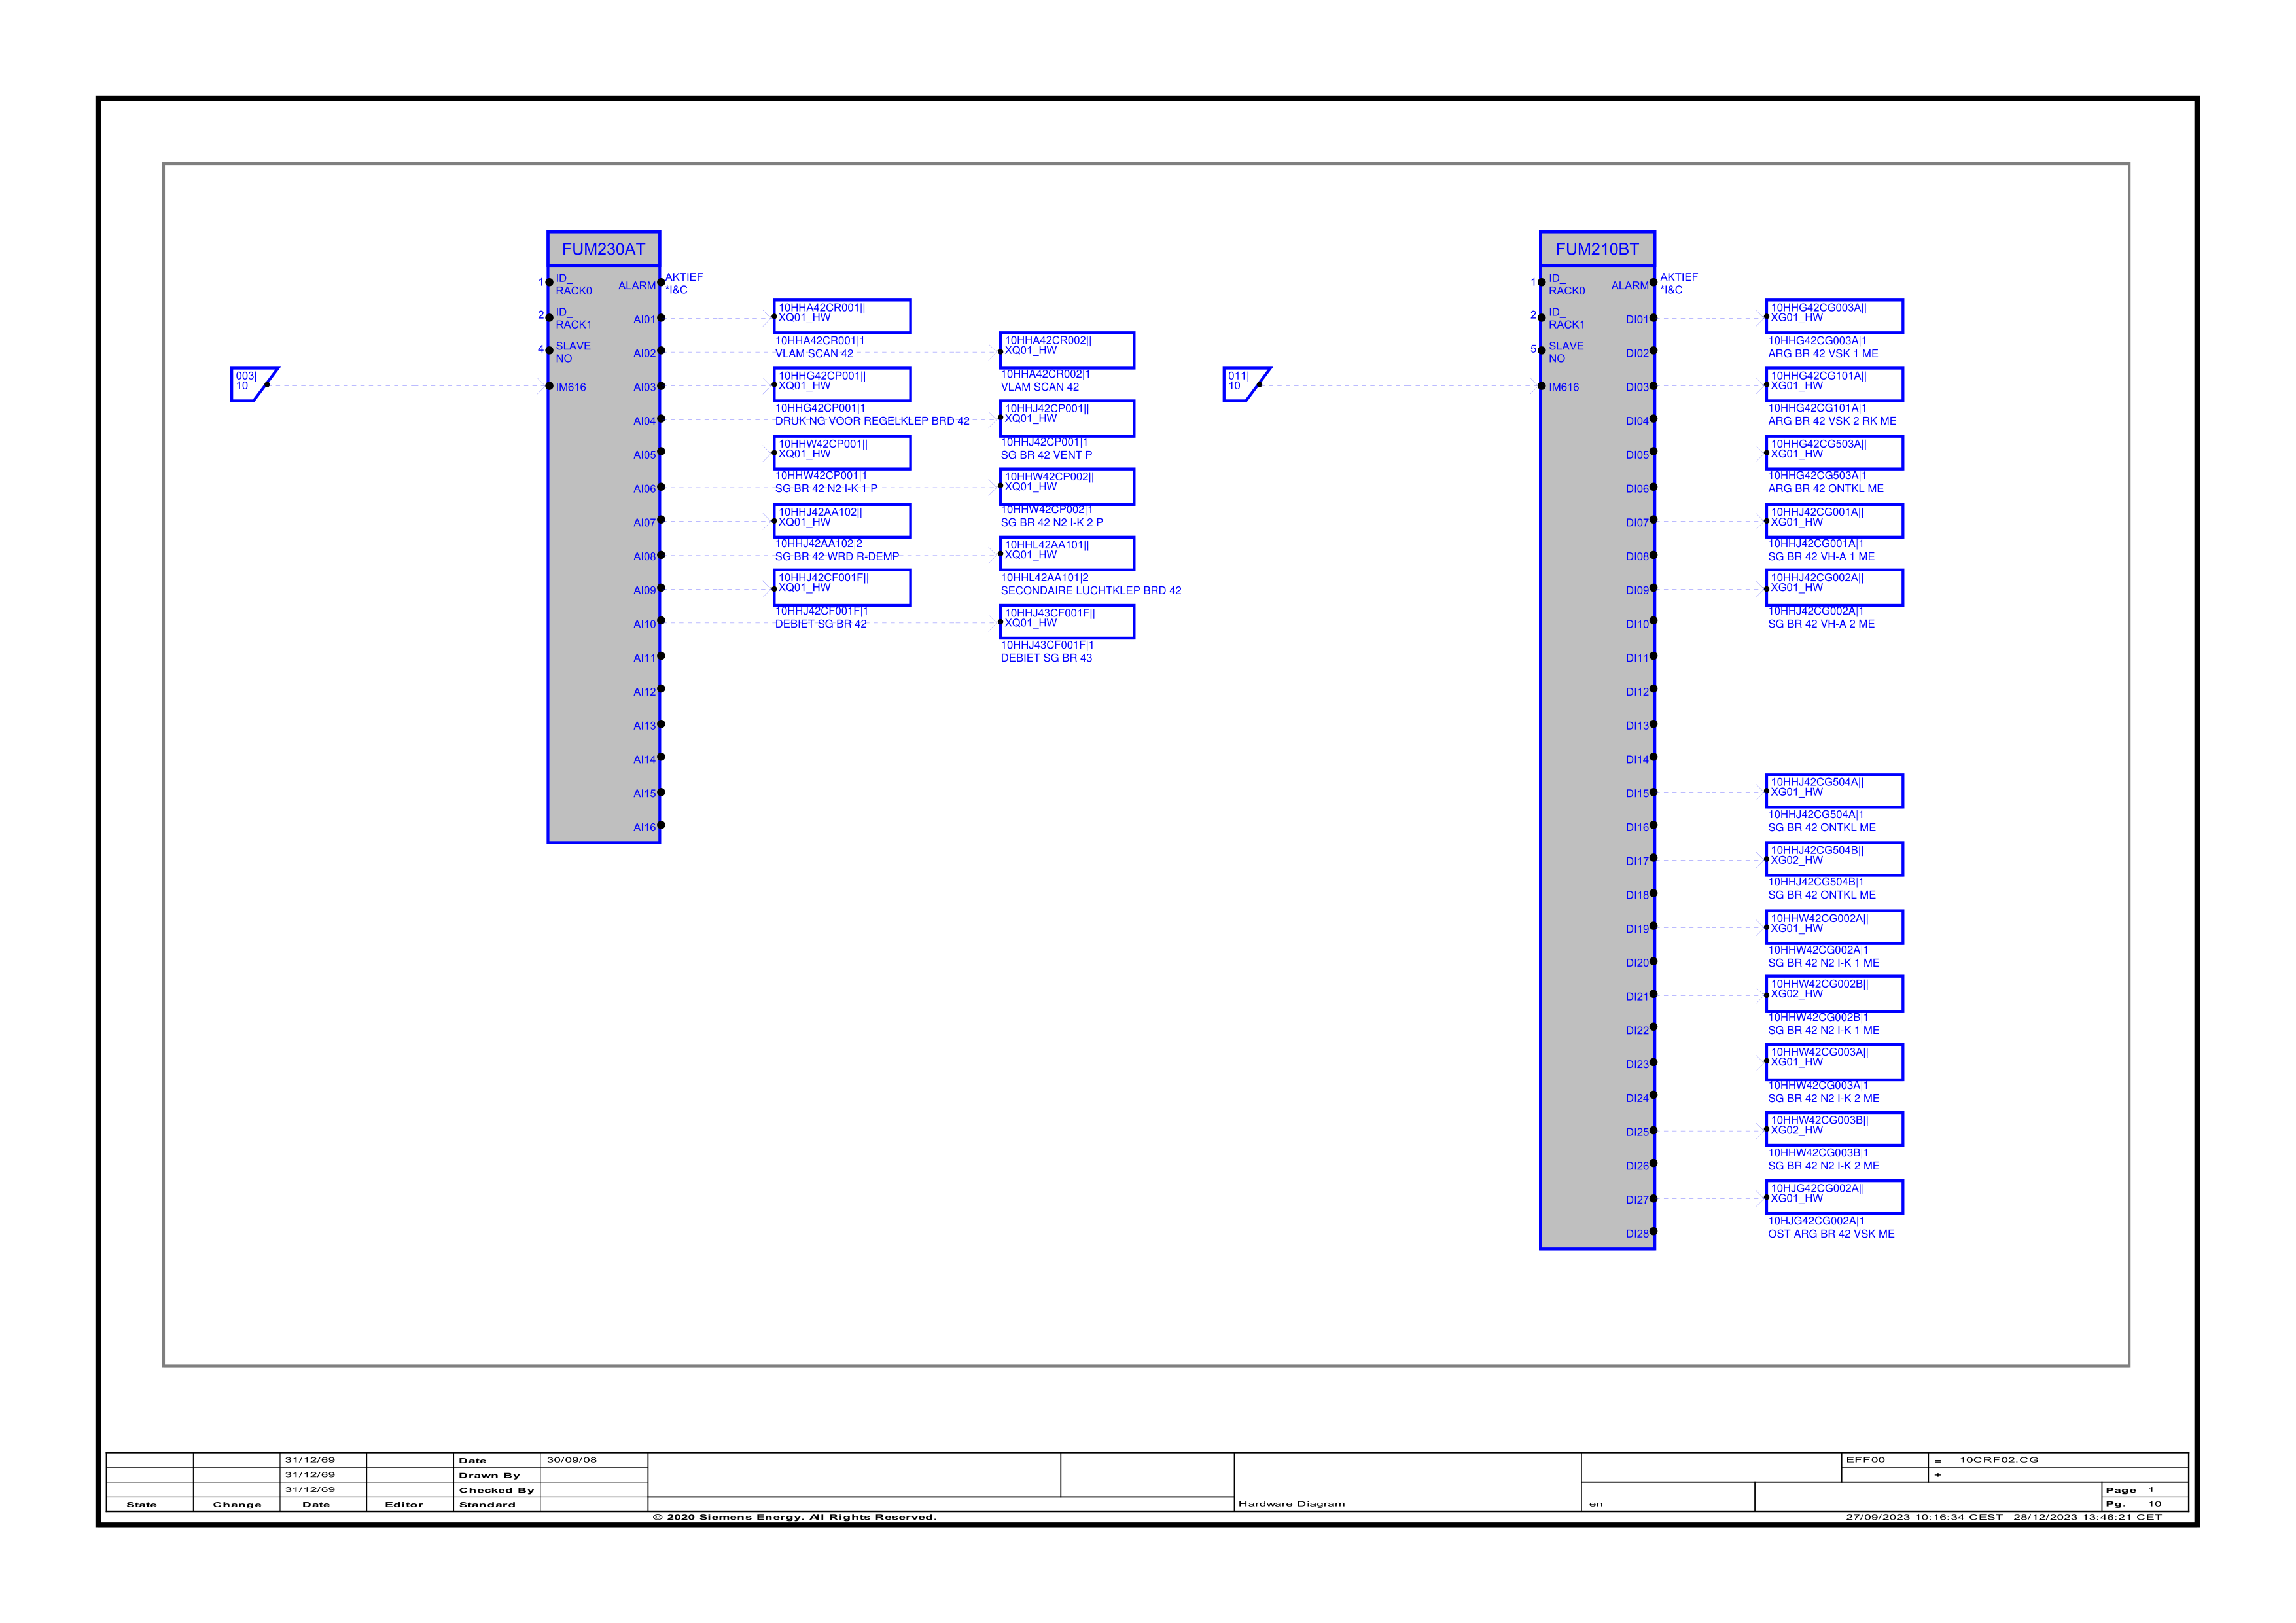 FUM230AT
1 ID_
RACK0
2 ID_
RACK1
4 SLAVE
NO
IM616
003|
10
ALARM
AKTIEF
*I&C
AI01
AI02
AI03
AI04
AI05
AI06
AI07
AI08
AI09
AI10
AI11
AI12
AI13
AI14
AI15
AI16
10HHA42CR001||
XQ01_HW
10HHA42CR001|1
VLAM SCAN 42
10HHA42CR002||
XQ01_HW
10HHA42CR002|1
VLAM SCAN 42
10HHG42CP001||
XQ01_HW
10HHG42CP001|1
DRUK NG VOOR REGELKLEP BRD 42
10HHJ42CP001||
XQ01_HW
10HHJ42CP001|1
SG BR 42 VENT P
10HHW42CP001||
XQ01_HW
10HHW42CP001|1
SG BR 42 N2 I-K 1 P
10HHW42CP002||
XQ01_HW
10HHW42CP002|1
SG BR 42 N2 I-K 2 P
10HHJ42AA102||
XQ01_HW
10HHJ42AA102|2
SG BR 42 WRD R-DEMP
10HHL42AA101||
XQ01_HW
10HHL42AA101|2
SECONDAIRE LUCHTKLEP BRD 42
10HHJ42CF001F||
XQ01_HW
10HHJ42CF001F|1
DEBIET SG BR 42
10HHJ43CF001F||
XQ01_HW
10HHJ43CF001F|1
DEBIET SG BR 43
FUM210BT
1 ID_
RACK0
2 ID_
RACK1
5 SLAVE
NO
IM616
011|
10
ALARM
AKTIEF
*I&C
DI01
DI02
DI03
DI04
DI05
DI06
DI07
DI08
DI09
DI10
DI11
DI12
DI13
DI14
DI15
DI16
DI17
DI18
DI19
DI20
DI21
DI22
DI23
DI24
DI25
DI26
DI27
DI28
10HHG42CG003A||
XG01_HW
10HHG42CG003A|1
ARG BR 42 VSK 1 ME
10HHG42CG101A||
XG01_HW
10HHG42CG101A|1
ARG BR 42 VSK 2 RK ME
10HHG42CG503A||
XG01_HW
10HHG42CG503A|1
ARG BR 42 ONTKL ME
10HHJ42CG001A||
XG01_HW
10HHJ42CG001A|1
SG BR 42 VH-A 1 ME
10HHJ42CG002A||
XG01_HW
10HHJ42CG002A|1
SG BR 42 VH-A 2 ME
10HHJ42CG504A||
XG01_HW
10HHJ42CG504A|1
SG BR 42 ONTKL ME
10HHJ42CG504B||
XG02_HW
10HHJ42CG504B|1
SG BR 42 ONTKL ME
10HHW42CG002A||
XG01_HW
10HHW42CG002A|1
SG BR 42 N2 I-K 1 ME
10HHW42CG002B||
XG02_HW
10HHW42CG002B|1
SG BR 42 N2 I-K 1 ME
10HHW42CG003A||
XG01_HW
10HHW42CG003A|1
SG BR 42 N2 I-K 2 ME
10HHW42CG003B||
XG02_HW
10HHW42CG003B|1
SG BR 42 N2 I-K 2 ME
10HJG42CG002A||
XG01_HW
10HJG42CG002A|1
OST ARG BR 42 VSK ME
31/12/69 Date 30/09/08
31/12/69 Drawn By
31/12/69 Checked By
State Change Date Editor Standard
Hardware Diagram
en
EFF00 = 10CRF02.CG
+
Page 1
Pg. 10
© 2020 Siemens Energy. All Rights Reserved.
27/09/2023 10:16:34 CEST 28/12/2023 13:46:21 CET